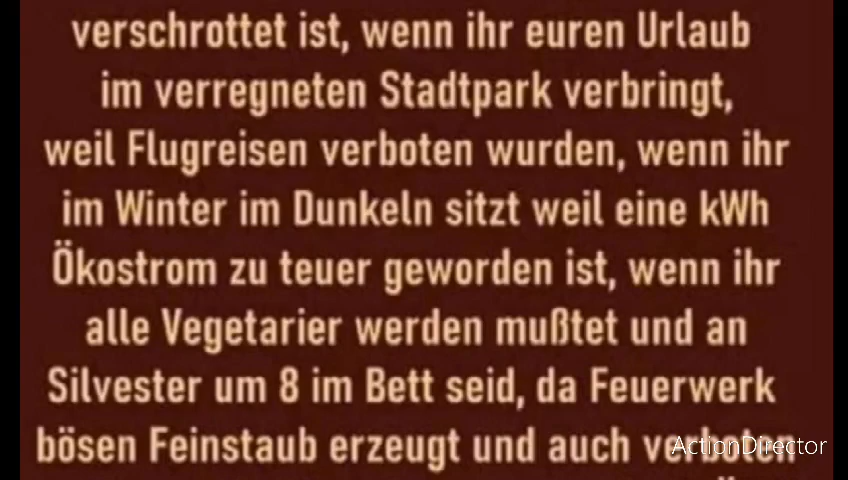 verschrottet ist, wenn ihr euren Urlaub
im verregneten Stadtpark verbringt,
weil Flugreisen verboten wurden, wenn ihr
im Winter im Dunkeln sitzt weil eine kWh
Ökostrom zu teuer geworden ist, wenn ihr
alle Vegetarier werden mußtet und an
Silvester um 8 im Bett seid, da Feuerwerk
bösen Feinstaub erzeugt und auch verboten
ActionDirector